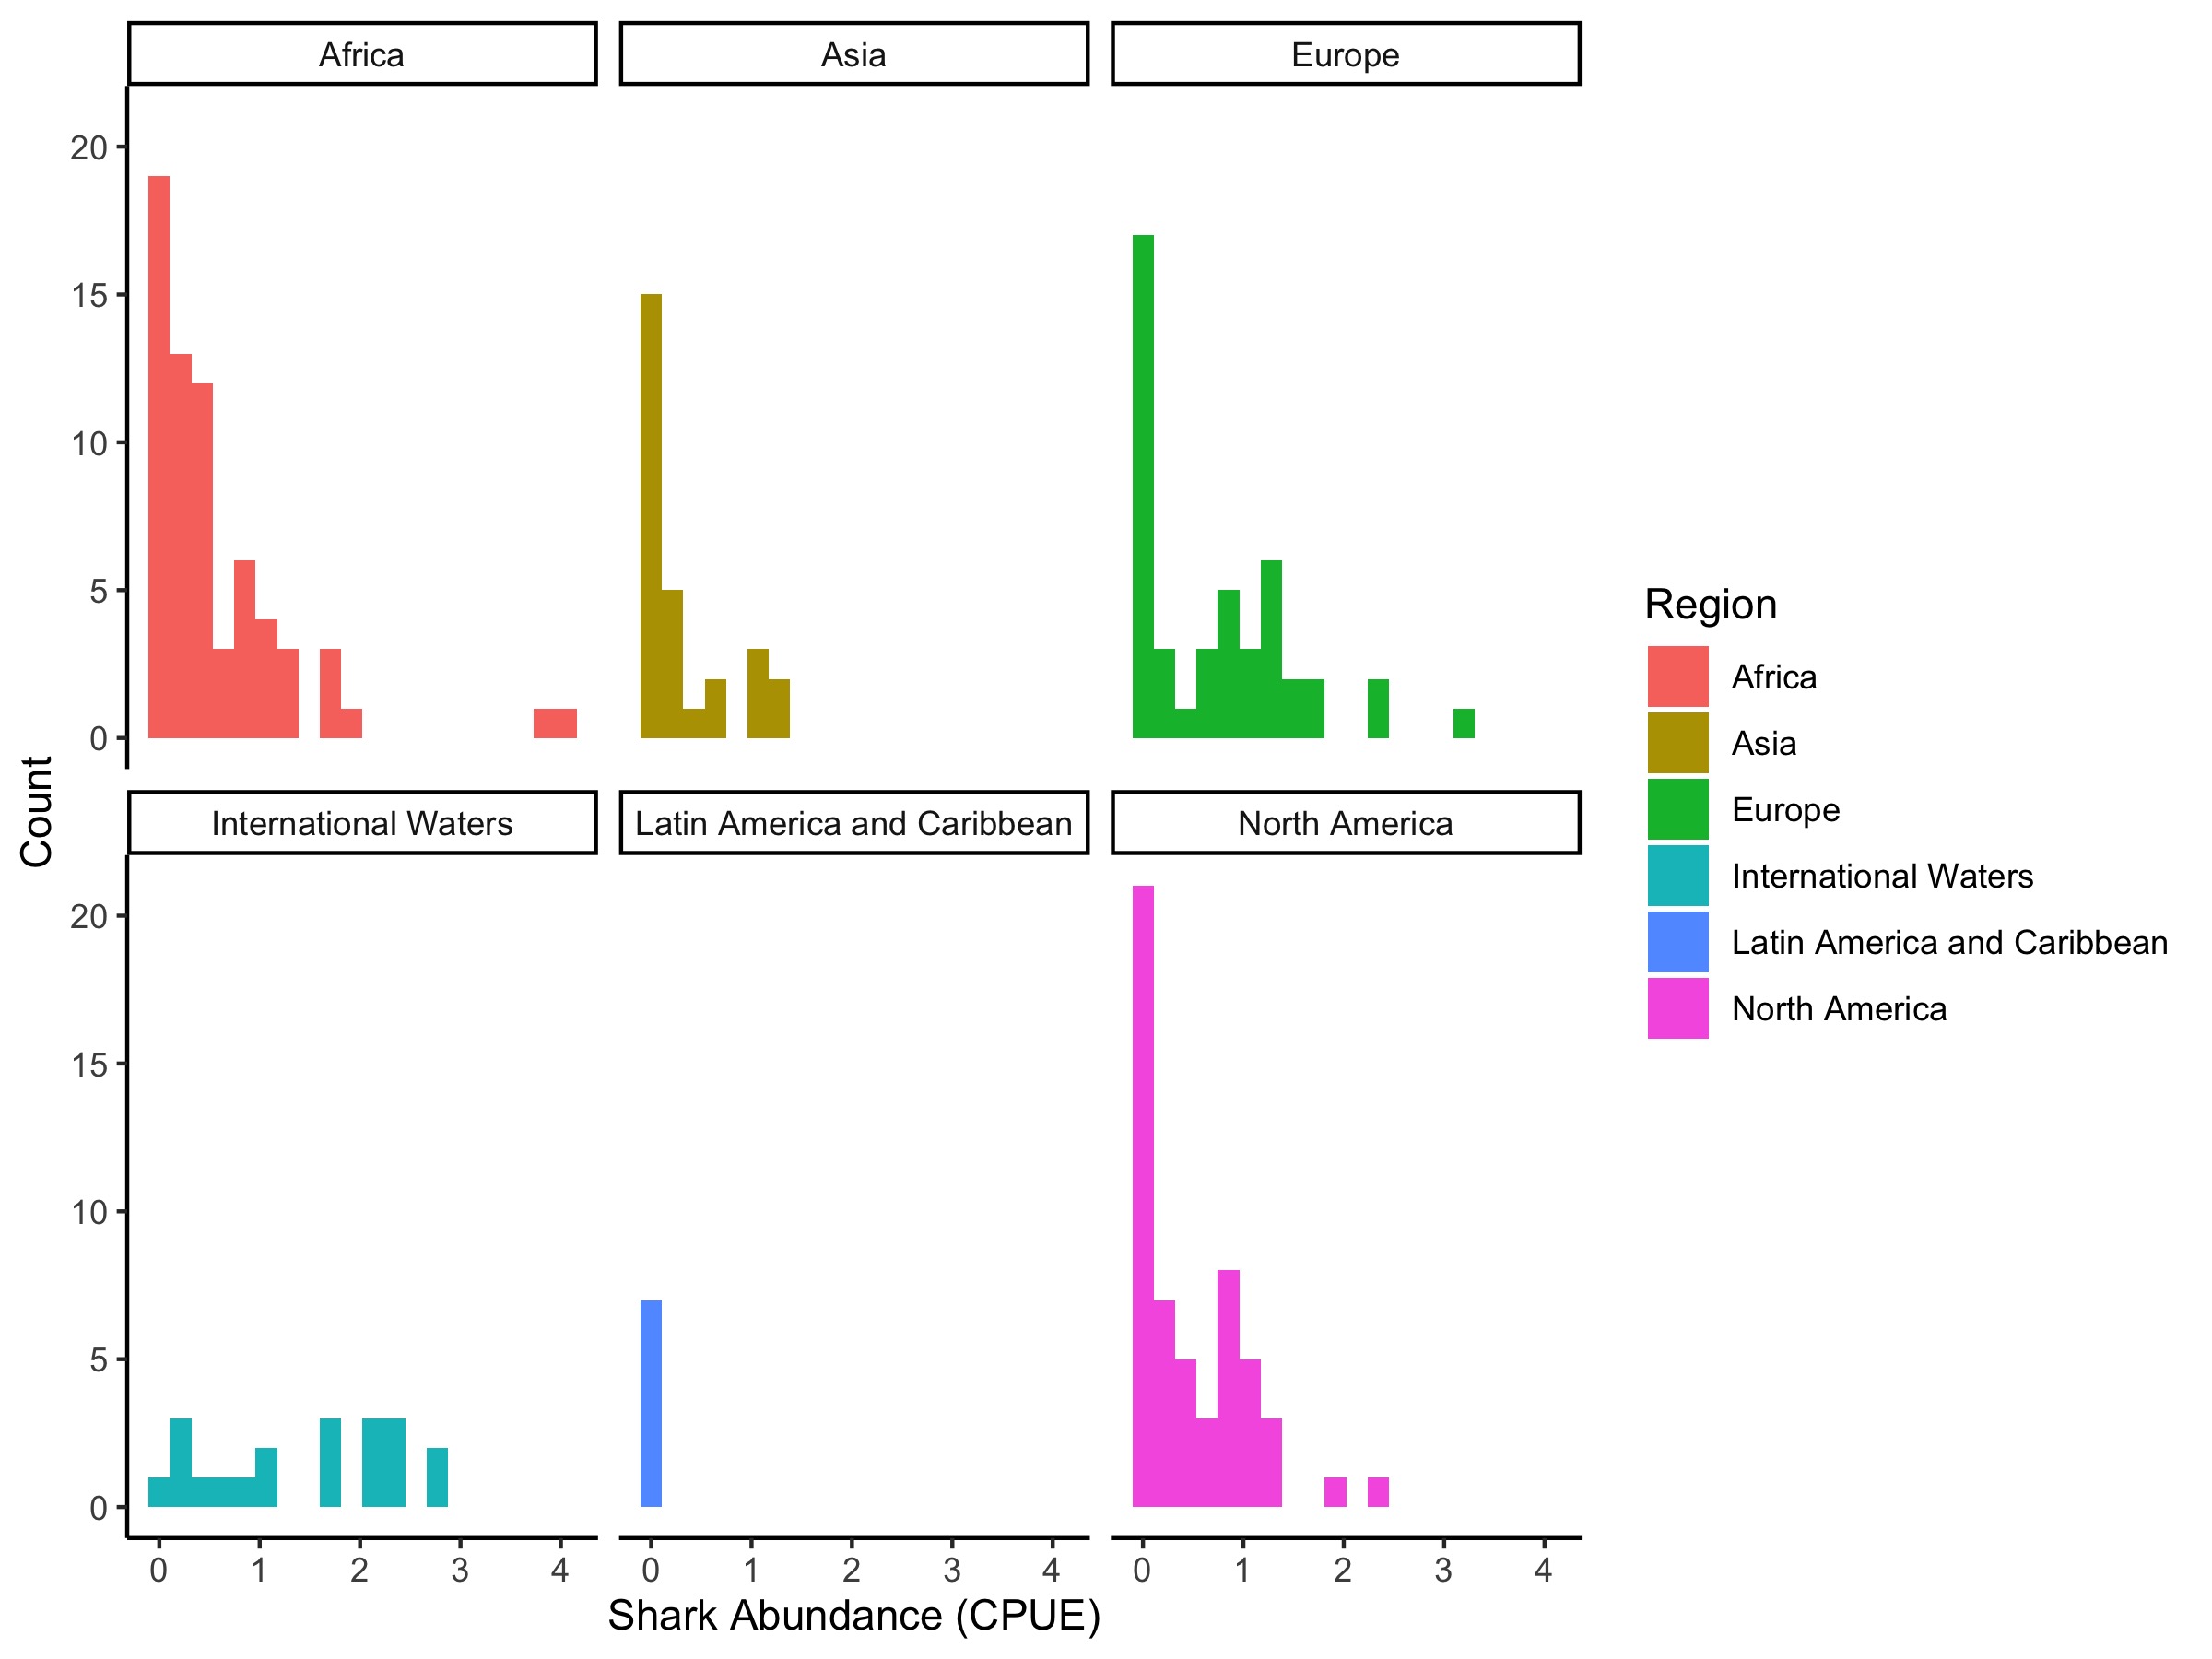 Africa
Asia
Europe
20
15
10
5
0
International Waters
Latin America and Caribbean
North America
20
15
10
5
0
0 1 2 3 4
0 1 2 3 4
0 1 2 3 4
Shark Abundance (CPUE)
Count
Region
Africa
Asia
Europe
International Waters
Latin America and Caribbean
North America